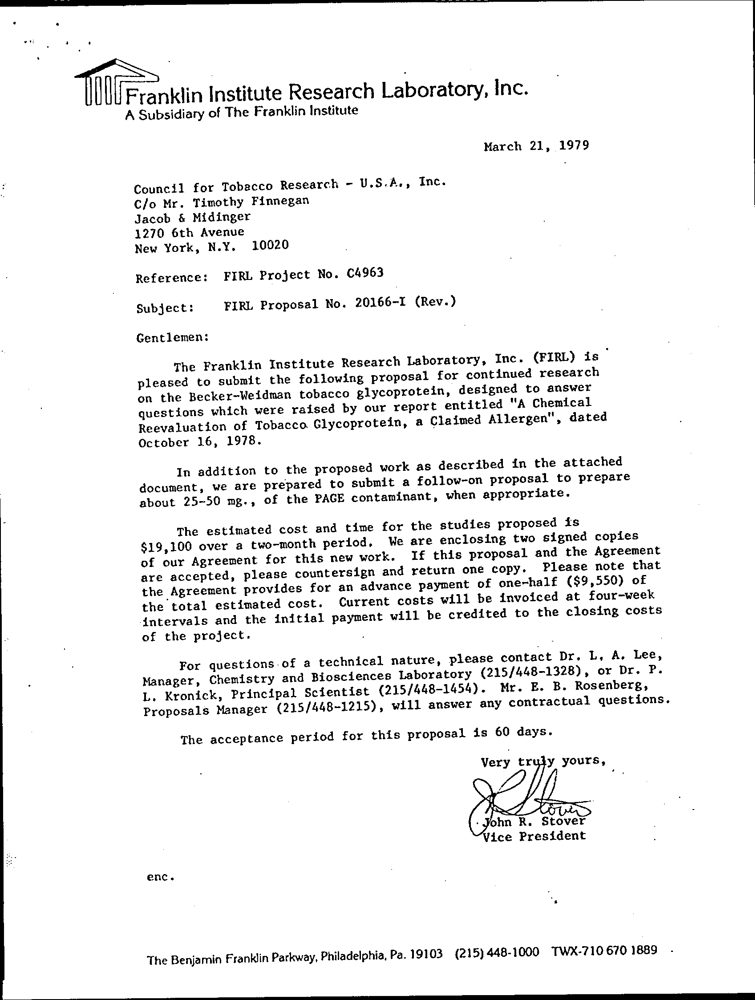 Franklin Institute Research Laboratory, Inc.
A Subsidiary of The Franklin Institute
March 21, 1979
Council for Tobacco Research - U.S.A., Inc.
C/o Mr. Timothy Finnegan
Jacob & Midinger
1270 6th Avenue
New York, N.Y. 10020
Reference: FIRL Project No. C4963
Subject: FIRL Proposal No. 20166-I (Rev.)
Gentlemen:
The Franklin Institute Research Laboratory, Inc. (FIRL) is
pleased to submit the following proposal for continued research
on the Becker-Weidman tobacco glycoprotein, designed to answer
questions which were raised by our report entitled "A Chemical
Reevaluation of Tobacco Glycoprotein, a Claimed Allergen", dated
October 16, 1978.
In addition to the proposed work as described in the attached
document, we are prepared to submit a follow-on proposal to prepare
about 25-50 mg., of the PAGE contaminant, when appropriate.
The estimated cost and time for the studies proposed is
$19,100 over a two-month period. We are enclosing two signed copies
of our Agreement for this new work. If this proposal and the Agreement
are accepted, please countersign and return one copy. Please note that
the Agreement provides for an advance payment of one-half ($9,550) of
the total estimated cost. Current costs will be invoiced at four-week
intervals and the initial payment will be credited to the closing costs
of the project.
For questions of a technical nature, please contact Dr. L. A. Lee,
Manager, Chemistry and Biosciences Laboratory (215/448-1328), or Dr. P.
L. Kronick, Principal Scientist (215/448-1454). Mr. E. B. Rosenberg,
Proposals Manager (215/448-1215), will answer any contractual questions.
The acceptance period for this proposal is 60 days.
Very truly yours,
John R. Stover
Vice President
enc.
The Benjamin Franklin Parkway, Philadelphia, Pa. 19103 (215) 448-1000 TWX-710 670 1889